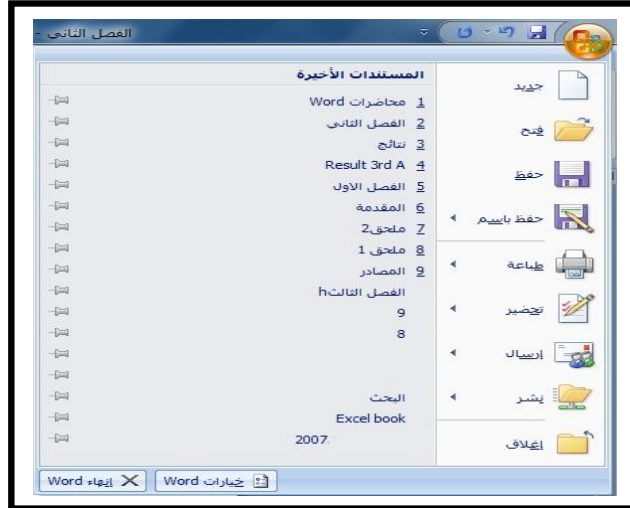 الفصل الثاني -
جديد
فتح
حفظ
حفظ باسم
طباعة
تحضير
إرسال
نشر
إغلاق
المستندات الأخيرة
1 محاضرات Word
2 الفصل الثاني
3 نتائج
4 Result 3rd A
5 الفصل الاول
6 المقدمة
7 ملحق2
8 ملحق 1
9 المصادر
الفصل الثالثh
9
8
البحث
Excel book
2007
خيارات Word
إنهاء Word